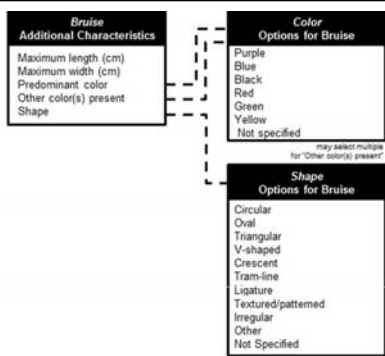 Bruise
Additional Characteristics
Maximum length (cm)
Maximum width (cm)
Predominant color
Other color(s) present
Shape
Color
Options for Bruise
Purple
Blue
Black
Red
Green
Yellow
Not specified
may select multiple
for "Other color(s) present"
Shape
Options for Bruise
Circular
Oval
Triangular
V-shaped
Crescent
Tram-line
Ligature
Textured/patterned
Irregular
Other
Not Specified